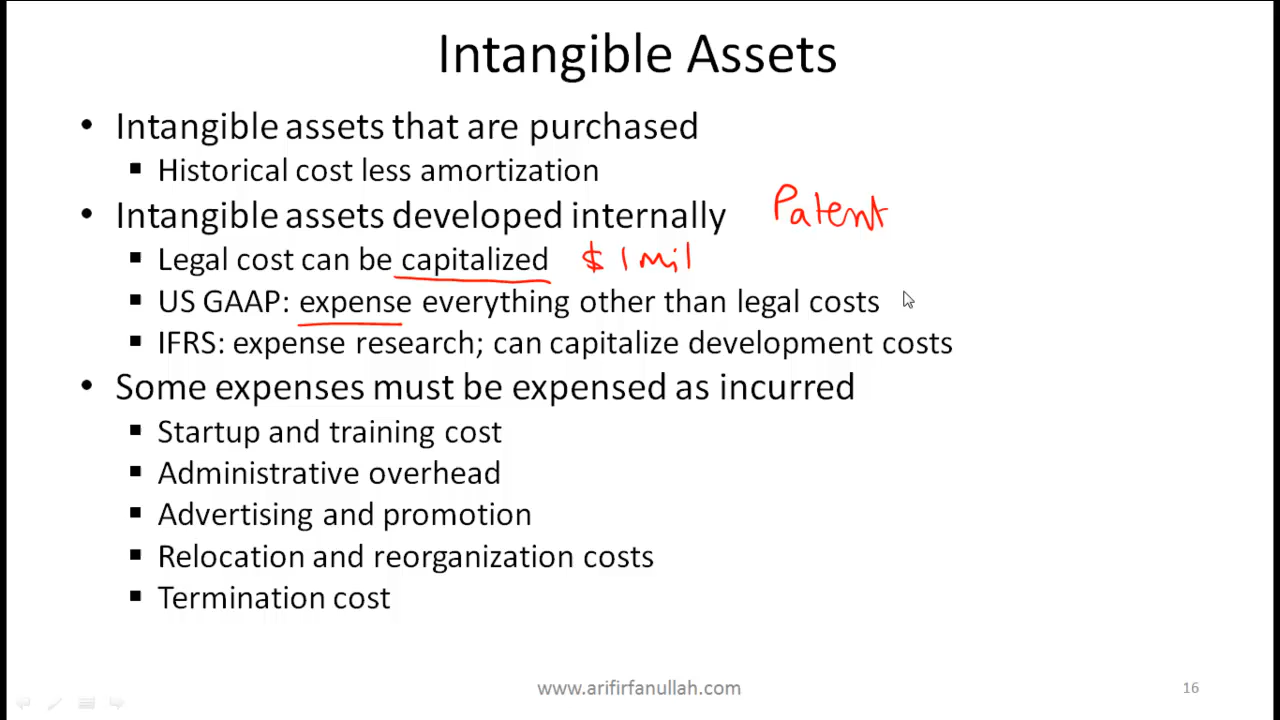 Intangible Assets
• Intangible assets that are purchased
▪ Historical cost less amortization
• Intangible assets developed internally Patent
▪ Legal cost can be capitalized $ 1 mil
▪ US GAAP: expense everything other than legal costs
▪ IFRS: expense research; can capitalize development costs
• Some expenses must be expensed as incurred
▪ Startup and training cost
▪ Administrative overhead
▪ Advertising and promotion
▪ Relocation and reorganization costs
▪ Termination cost
www.arifirfanullah.com 16